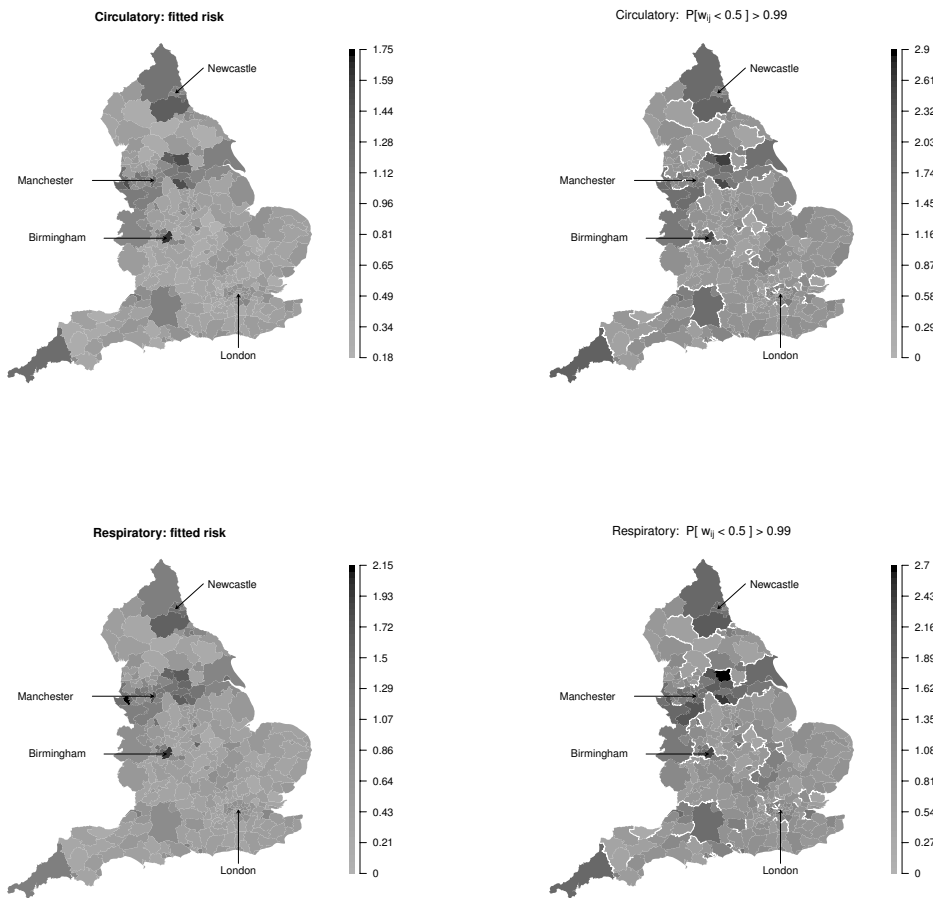 Circulatory: fitted risk
Newcastle
Manchester
Birmingham
London
1.75
1.59
1.44
1.28
1.12
0.96
0.81
0.65
0.49
0.34
0.18
Circulatory: P[wij < 0.5 ] > 0.99
Newcastle
Manchester
Birmingham
London
2.9
2.61
2.32
2.03
1.74
1.45
1.16
0.87
0.58
0.29
0
Respiratory: fitted risk
Newcastle
Manchester
Birmingham
London
2.15
1.93
1.72
1.5
1.29
1.07
0.86
0.64
0.43
0.21
0
Respiratory: P[ wij < 0.5 ] > 0.99
Newcastle
Manchester
Birmingham
London
2.7
2.43
2.16
1.89
1.62
1.35
1.08
0.81
0.54
0.27
0